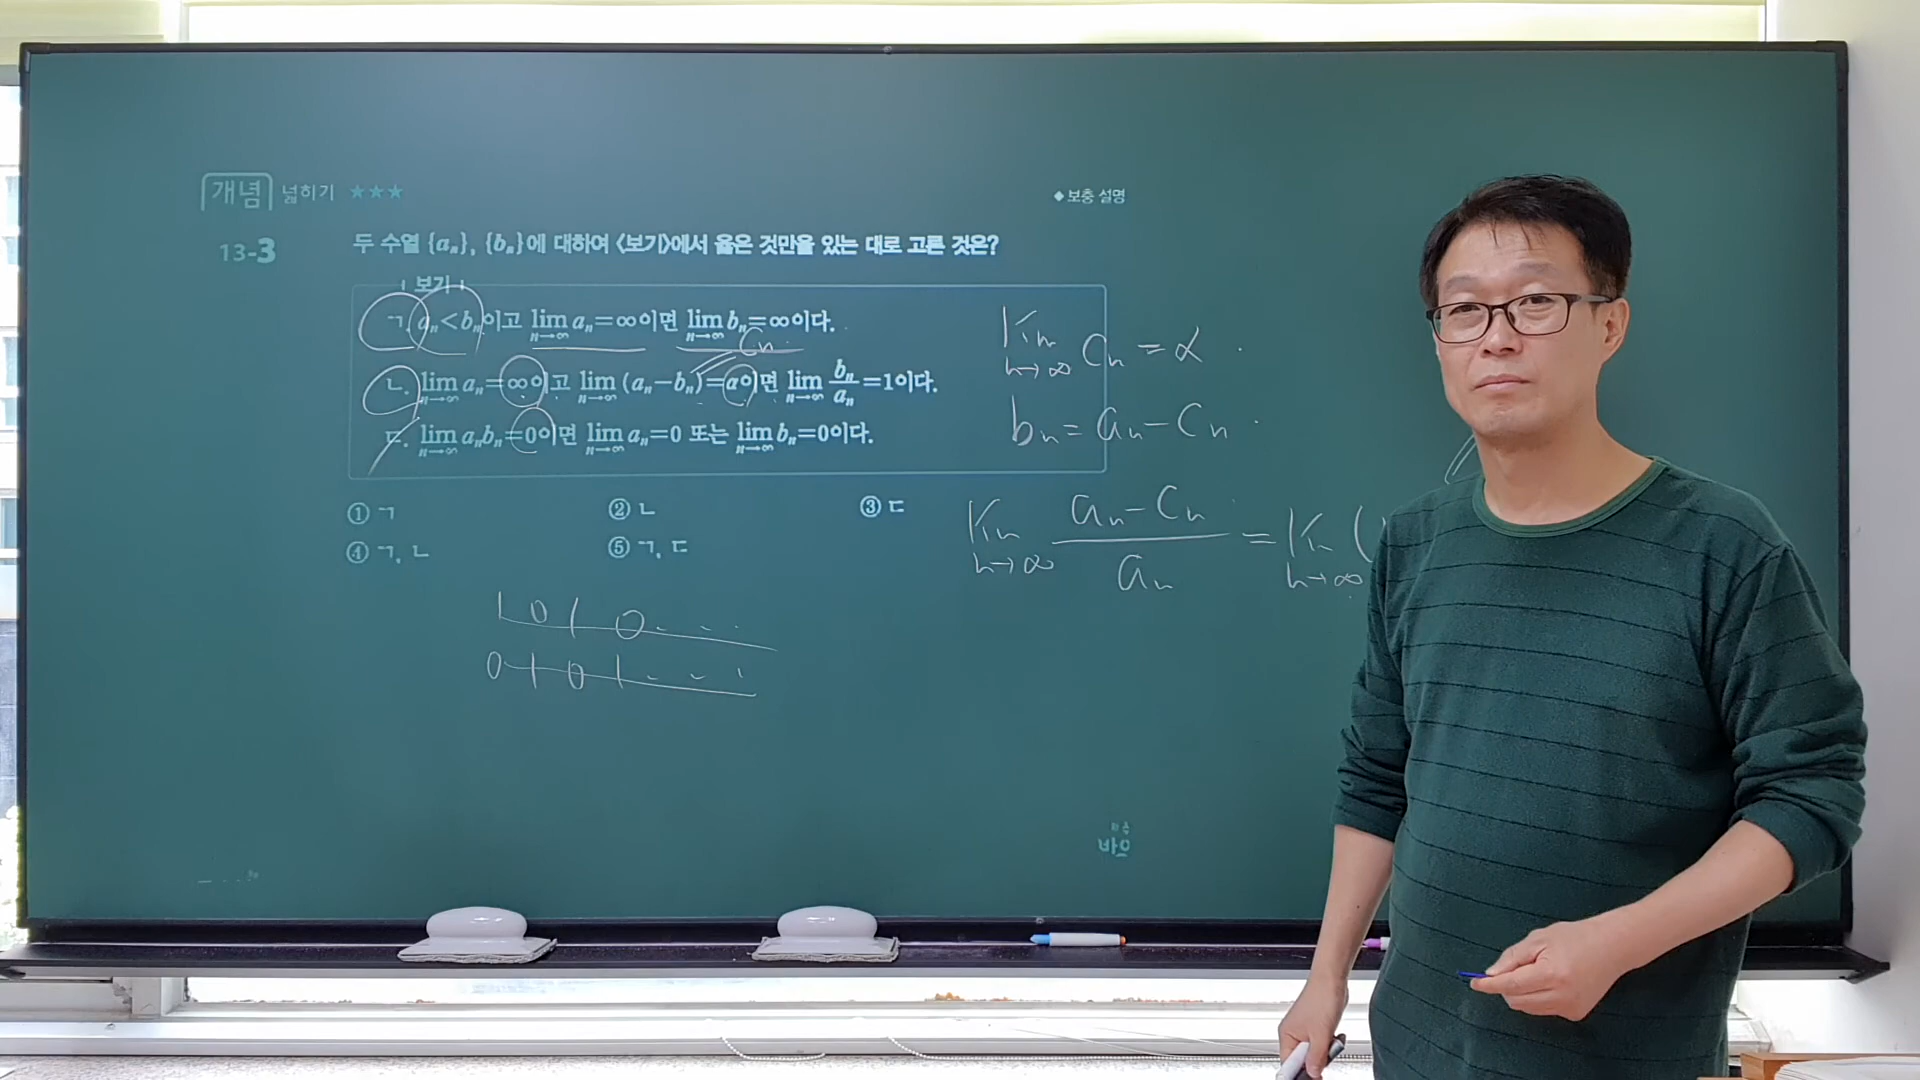 개념 넓히기 ★★★
◆보충 설명
13-3 두 수열 {aₙ}, {bₙ}에 대하여 <보기>에서 옳은 것만을 있는 대로 고른 것은?
보기
ㄱ. aₙ<bₙ이고 lim n→∞ aₙ=∞이면 lim n→∞ bₙ=∞이다.
cₙ
ㄴ. lim n→∞ aₙ=∞이고 lim n→∞ (aₙ-bₙ)=α이면 lim n→∞ bₙ/aₙ=1이다.
ㄷ. lim n→∞ aₙbₙ=0이면 lim n→∞ aₙ=0 또는 lim n→∞ bₙ=0이다.
① ㄱ ② ㄴ ③ ㄷ
④ ㄱ, ㄴ ⑤ ㄱ, ㄷ
lim n→∞ cₙ = α
bₙ = aₙ - cₙ
lim n→∞ (aₙ - cₙ)/aₙ = lim n→∞ (
1 0 1 0 ...
0 1 0 1 ...